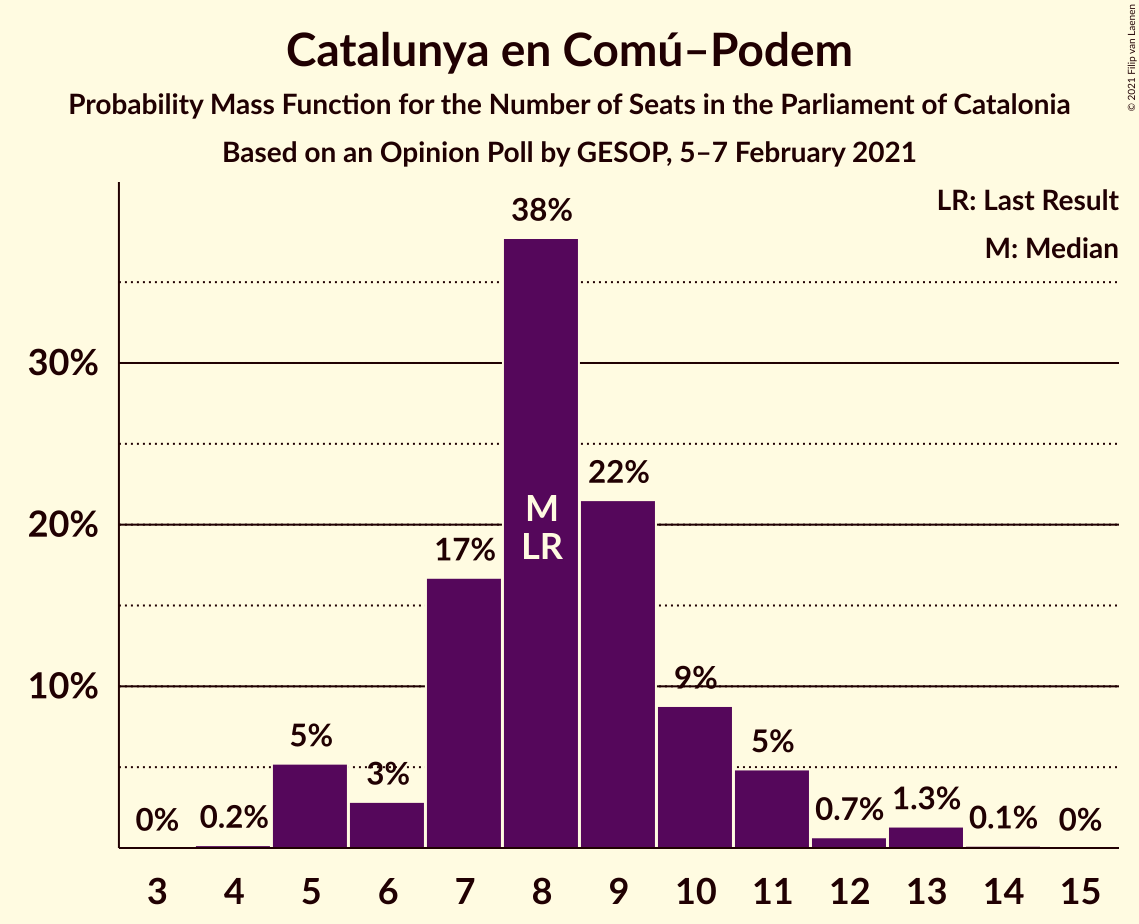 Catalunya en Comú–Podem
Probability Mass Function for the Number of Seats in the Parliament of Catalonia
Based on an Opinion Poll by GESOP, 5–7 February 2021
© 2021 Filip van Laenen
LR: Last Result
M: Median
38%
30%
22%
20%
M
LR
17%
10%
9%
5%
3%
5%
0%
0.2%
0.7%
1.3%
0.1%
0%
3 4 5 6 7 8 9 10 11 12 13 14 15